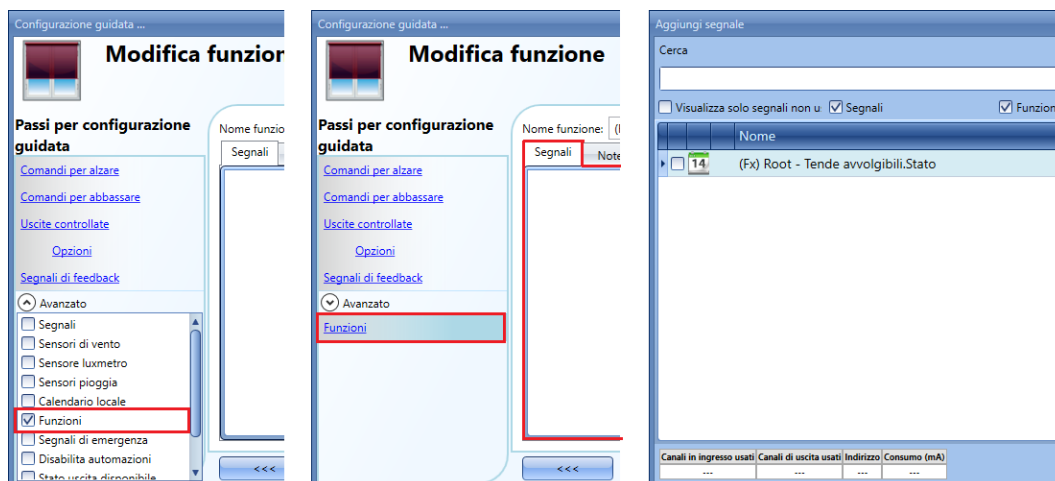 Configurazione guidata ...
Modifica funzion
Passi per configurazione
guidata
Comandi per alzare
Comandi per abbassare
Uscite controllate
Opzioni
Segnali di feedback
Avanzato
Segnali
Sensori di vento
Sensore luxmetro
Sensori pioggia
Calendario locale
Funzioni
Segnali di emergenza
Disabilita automazioni
Stato uscita disponibile
Nome funzio
Segnali
<<<
Configurazione guidata ...
Modifica funzione
Passi per configurazione
guidata
Comandi per alzare
Comandi per abbassare
Uscite controllate
Opzioni
Segnali di feedback
Avanzato
Funzioni
Nome funzione: (
Segnali Note
<<<
Aggiungi segnale
Cerca
Visualizza solo segnali non u Segnali Funzion
Nome
14 (Fx) Root - Tende avvolgibili.Stato
Canali in ingresso usati Canali di uscita usati Indirizzo Consumo (mA)
--- --- --- ---